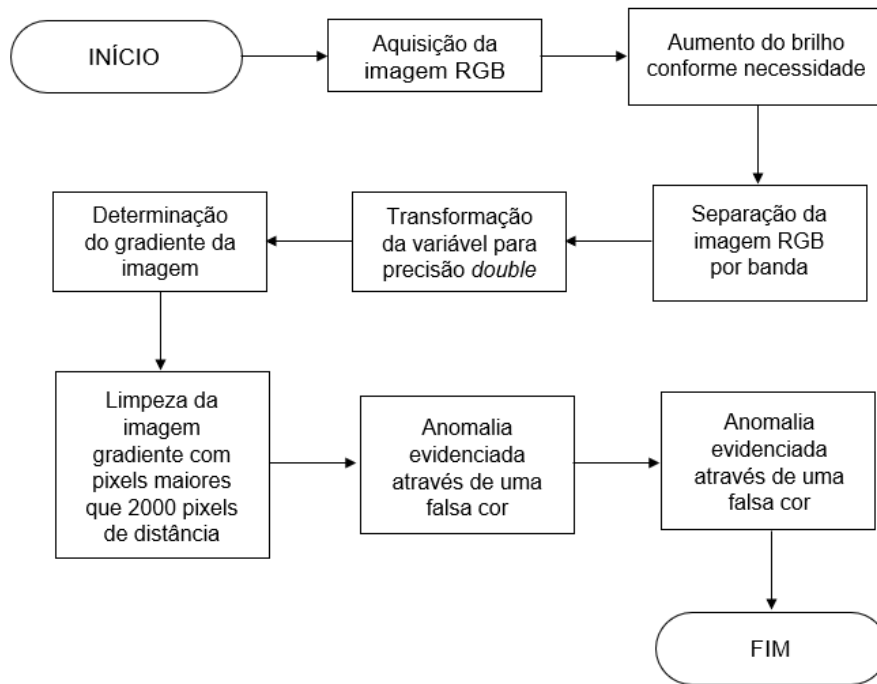 INÍCIO
Aquisição da
imagem RGB
Aumento do brilho
conforme necessidade
Separação da
imagem RGB
por banda
Transformação
da variável para
precisão double
Determinação
do gradiente da
imagem
Limpeza da
imagem
gradiente com
pixels maiores
que 2000 pixels
de distância
Anomalia
evidenciada
através de uma
falsa cor
Anomalia
evidenciada
através de uma
falsa cor
FIM